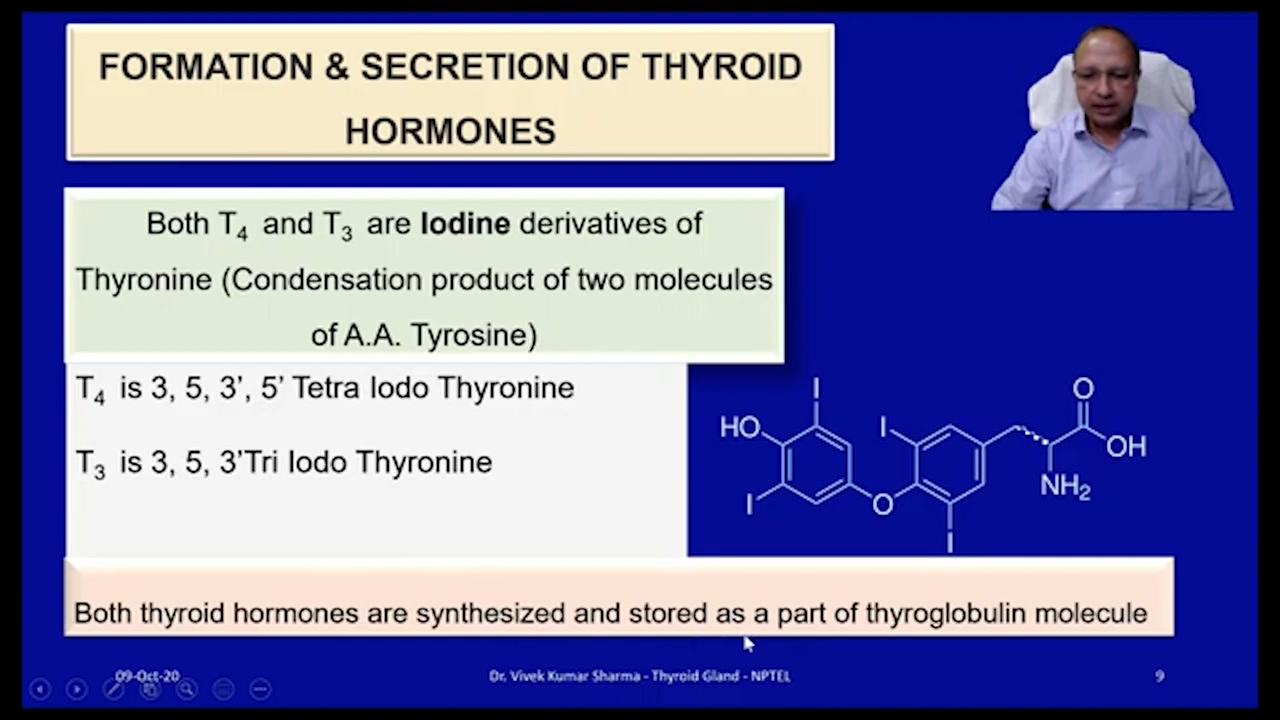 FORMATION & SECRETION OF THYROID
HORMONES
Both T₄ and T₃ are Iodine derivatives of
Thyronine (Condensation product of two molecules
of A.A. Tyrosine)
T₄ is 3, 5, 3’, 5’ Tetra Iodo Thyronine
T₃ is 3, 5, 3’Tri Iodo Thyronine
I
O
HO
I
OH
I
O
NH₂
I
Both thyroid hormones are synthesized and stored as a part of thyroglobulin molecule
09-Oct-20
Dr. Vivek Kumar Sharma - Thyroid Gland - NPTEL
9